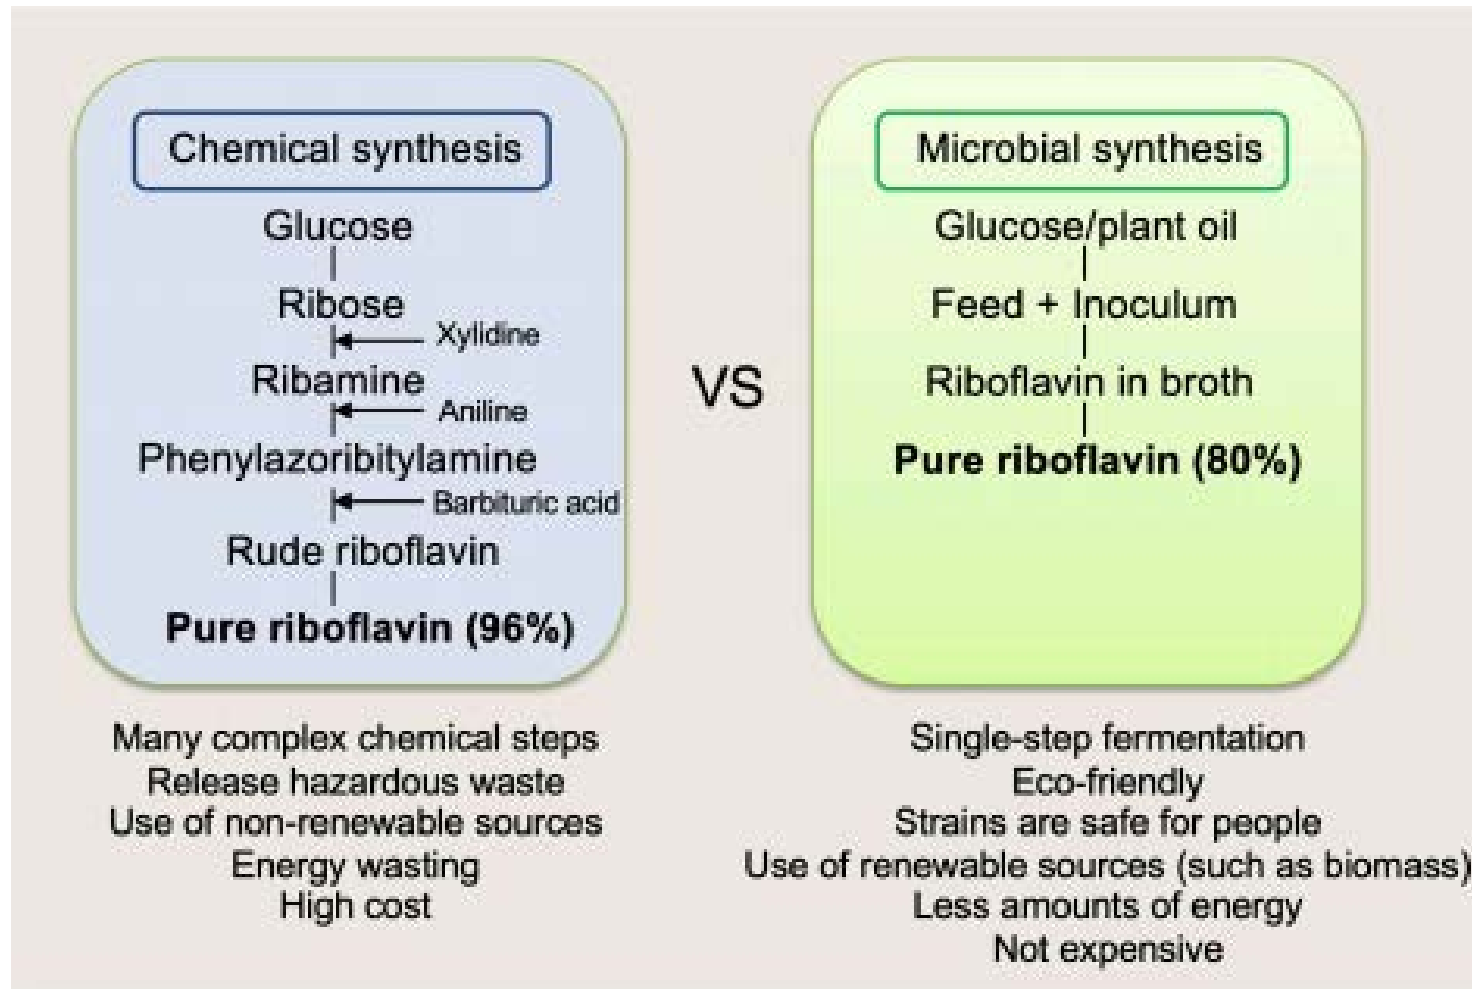 Chemical synthesis
Glucose
Ribose
Xylidine
Ribamine
Aniline
Phenylazoribitylamine
Barbituric acid
Rude riboflavin
Pure riboflavin (96%)
Many complex chemical steps
Release hazardous waste
Use of non-renewable sources
Energy wasting
High cost
VS
Microbial synthesis
Glucose/plant oil
Feed + Inoculum
Riboflavin in broth
Pure riboflavin (80%)
Single-step fermentation
Eco-friendly
Strains are safe for people
Use of renewable sources (such as biomass)
Less amounts of energy
Not expensive